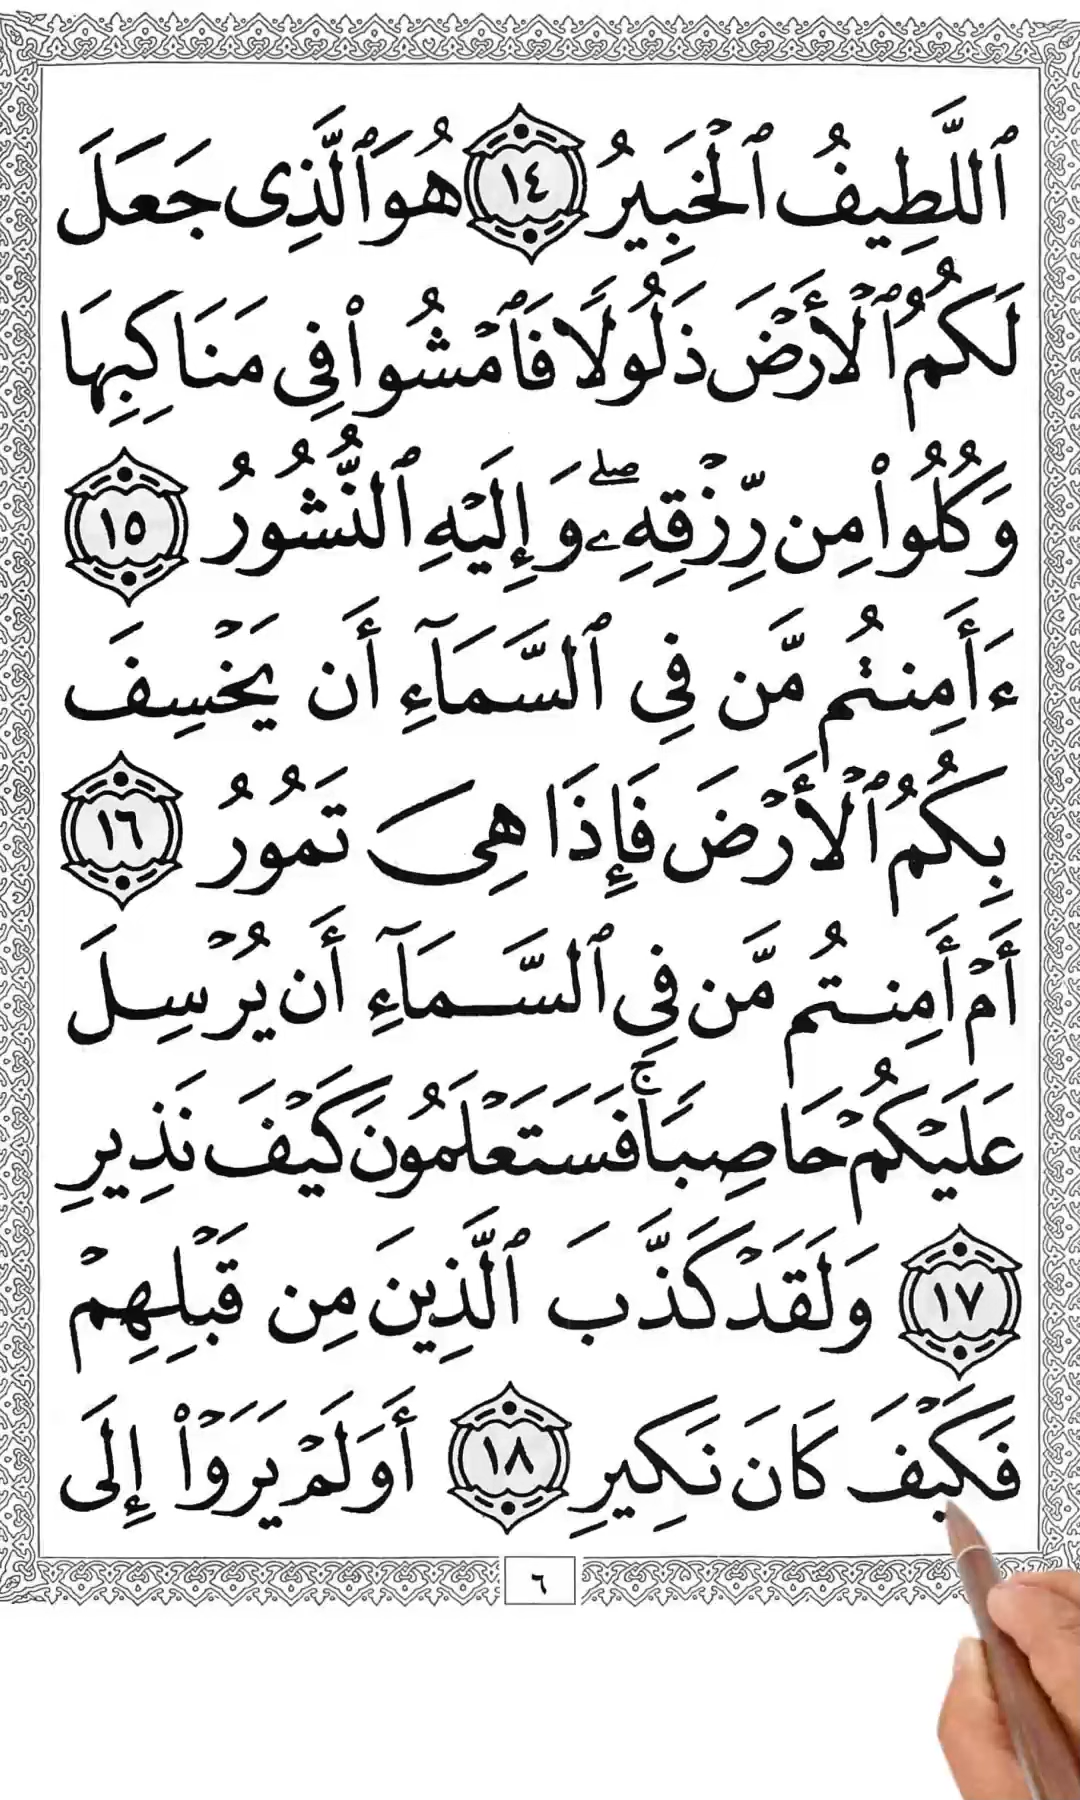 ٱللَّطِيفُ ٱلْخَبِيرُ ١٤ هُوَ ٱلَّذِى جَعَلَ
لَكُمُ ٱلْأَرْضَ ذَلُولًا فَٱمْشُوا۟ فِى مَنَاكِبِهَا
وَكُلُوا۟ مِن رِّزْقِهِۦ ۖ وَإِلَيْهِ ٱلنُّشُورُ ١٥
ءَأَمِنتُم مَّن فِى ٱلسَّمَآءِ أَن يَخْسِفَ
بِكُمُ ٱلْأَرْضَ فَإِذَا هِىَ تَمُورُ ١٦
أَمْ أَمِنتُم مَّن فِى ٱلسَّمَآءِ أَن يُرْسِلَ
عَلَيْكُمْ حَاصِبًا ۚ فَسَتَعْلَمُونَ كَيْفَ نَذِيرِ
١٧ وَلَقَدْ كَذَّبَ ٱلَّذِينَ مِن قَبْلِهِمْ
فَكَيْفَ كَانَ نَكِيرِ ١٨ أَوَلَمْ يَرَوْا۟ إِلَى
٦